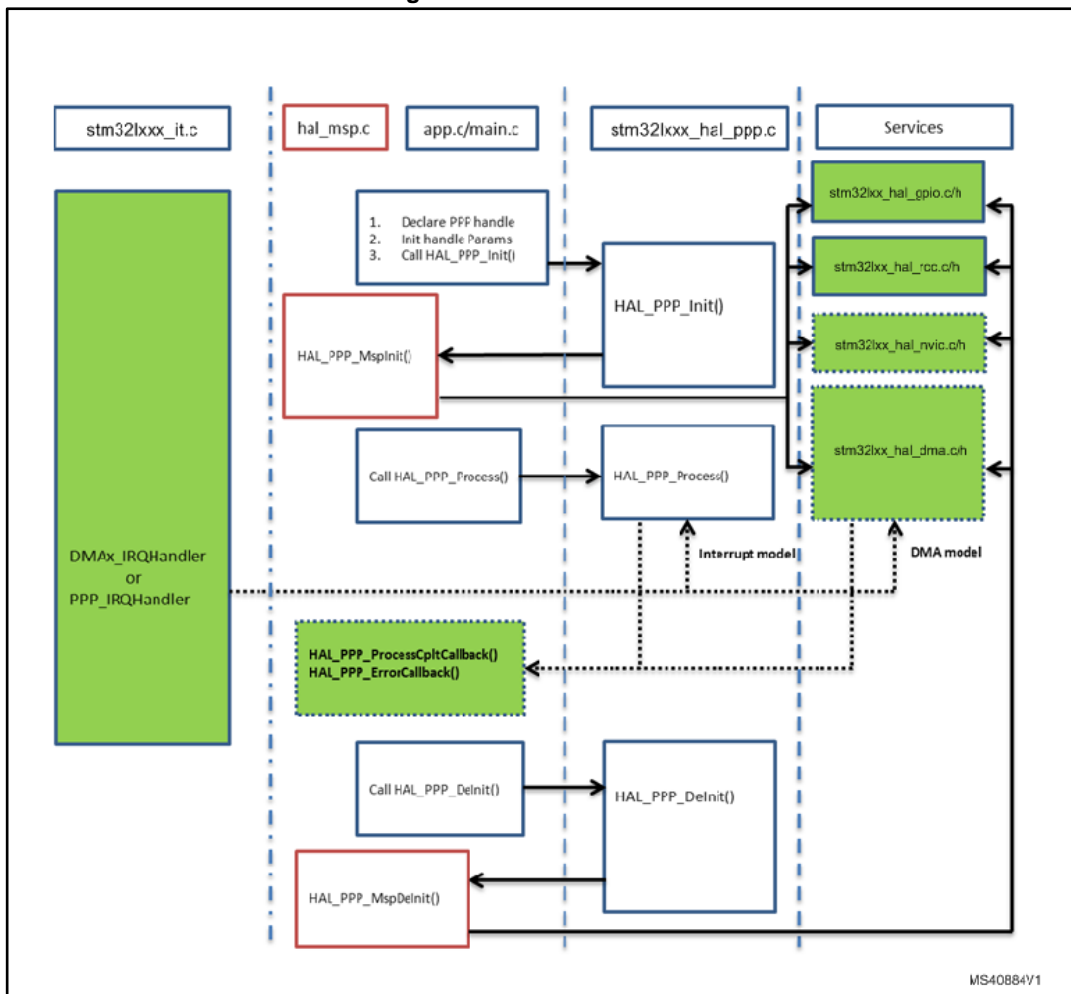 stm32lxxx_it.c
hal_msp.c
app.c/main.c
stm32lxxx_hal_ppp.c
Services
1. Declare PPP handle
2. Init handle Params
3. Call HAL_PPP_Init()
HAL_PPP_Init()
HAL_PPP_MspInit()
stm32lxx_hal_gpio.c/h
stm32lxx_hal_rcc.c/h
stm32lxx_hal_nvic.c/h
stm32lxx_hal_dma.c/h
Call HAL_PPP_Process()
HAL_PPP_Process()
Interrupt model
DMA model
DMAx_IRQHandler
or
PPP_IRQHandler
HAL_PPP_ProcessCpltCallback()
HAL_PPP_ErrorCallback()
Call HAL_PPP_DeInit()
HAL_PPP_DeInit()
HAL_PPP_MspDeInit()
MS40884V1